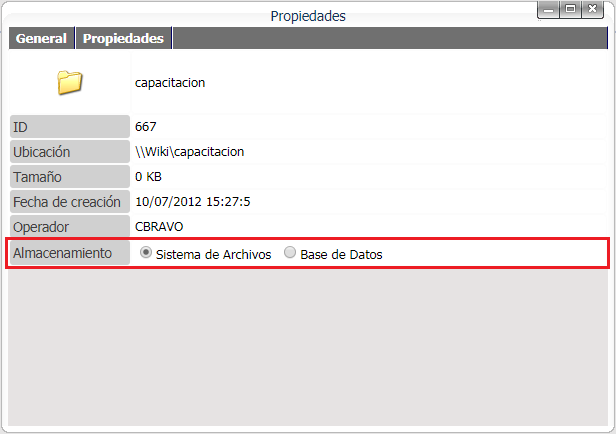 Propiedades
General Propiedades
capacitacion
ID 667
Ubicación \\Wiki\capacitacion
Tamaño 0 KB
Fecha de creación 10/07/2012 15:27:5
Operador CBRAVO
Almacenamiento Sistema de Archivos Base de Datos